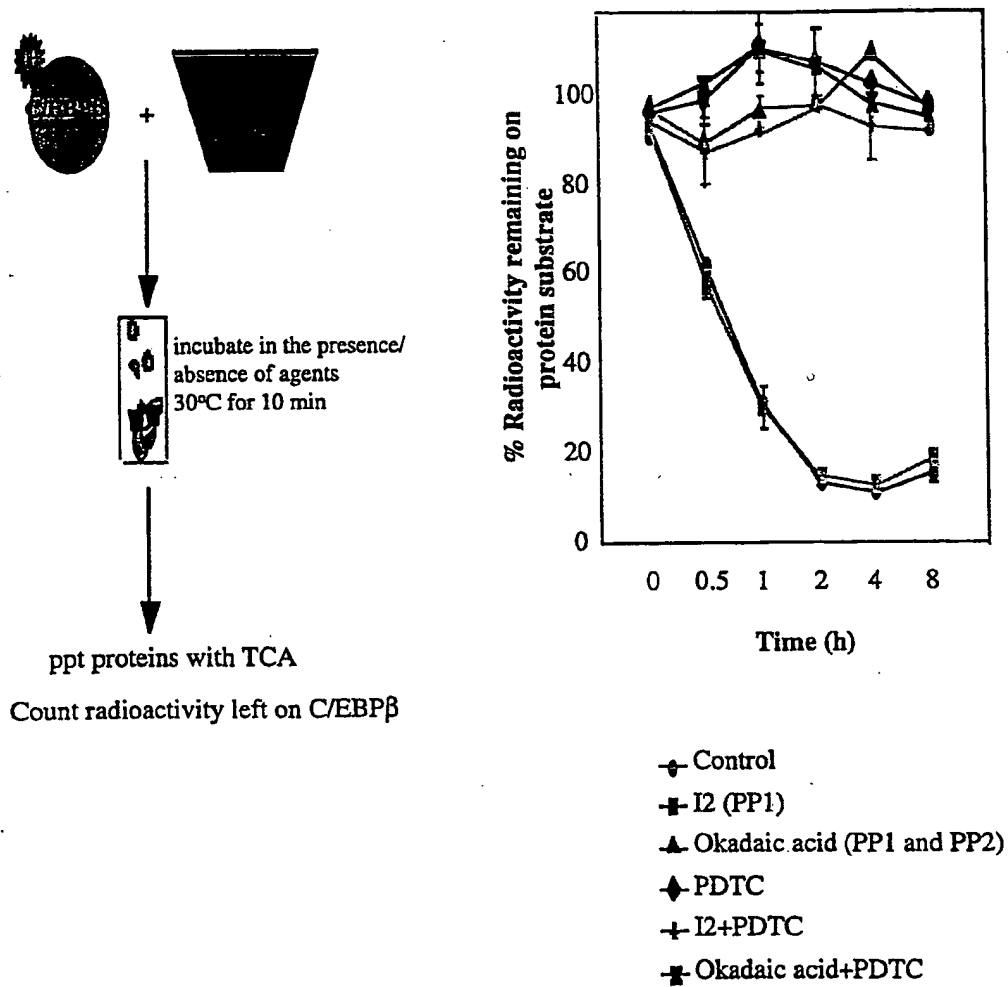 +
incubate in the presence/
absence of agents
30°C for 10 min
ppt proteins with TCA
Count radioactivity left on C/EBPβ
% Radioactivity remaining on
protein substrate
100
80
60
40
20
0
0 0.5 1 2 4 8
Time (h)
Control
I2 (PP1)
Okadaic acid (PP1 and PP2)
PDTC
I2+PDTC
Okadaic acid+PDTC